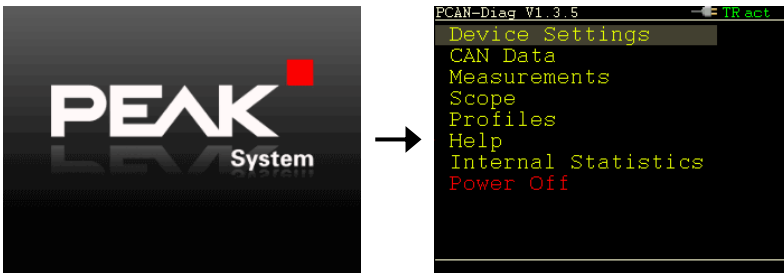 PEAK
System
PCAN-Diag V1.3.5 TR act
Device Settings
CAN Data
Measurements
Scope
Profiles
Help
Internal Statistics
Power Off